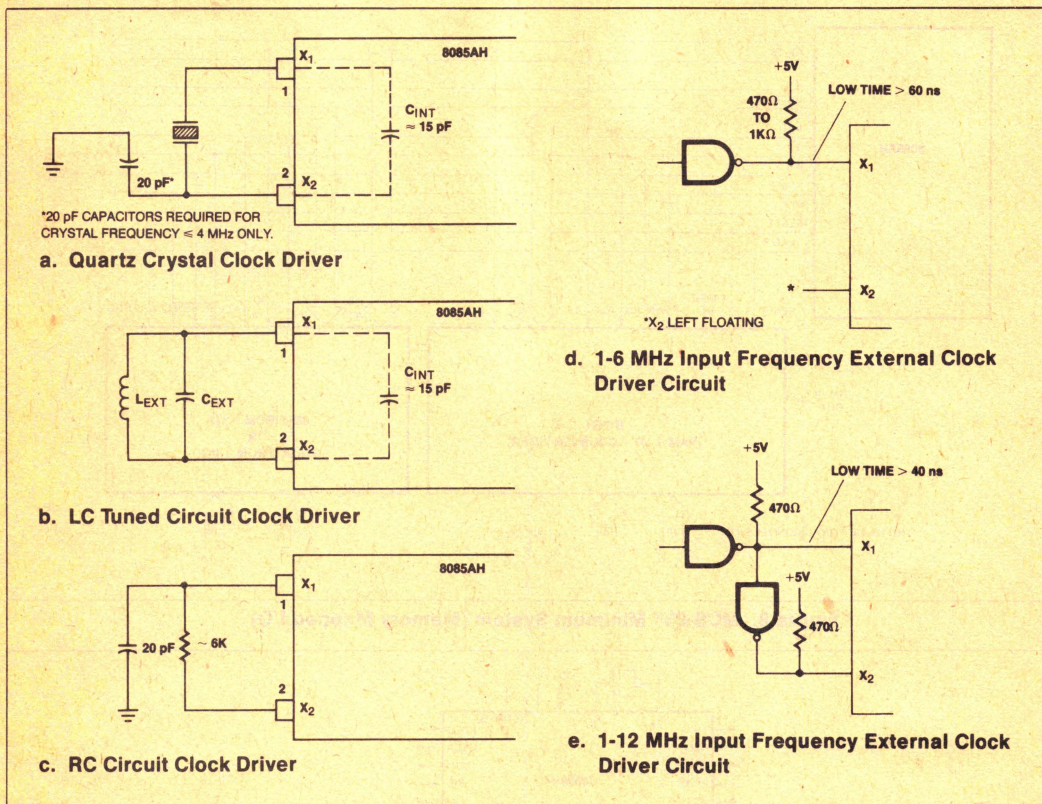 X1
8085AH
1
CINT
≈ 15 pF
20 pF*
2
X2
*20 pF CAPACITORS REQUIRED FOR
CRYSTAL FREQUENCY ≤ 4 MHz ONLY.
a. Quartz Crystal Clock Driver
X1
8085AH
1
CINT
≈ 15 pF
LEXT
CEXT
2
X2
b. LC Tuned Circuit Clock Driver
8085AH
X1
1
20 pF
~ 6K
2
X2
c. RC Circuit Clock Driver
+5V
LOW TIME > 60 ns
470Ω
TO
1KΩ
X1
*
X2
*X2 LEFT FLOATING
d. 1-6 MHz Input Frequency External Clock
Driver Circuit
+5V
LOW TIME > 40 ns
470Ω
X1
+5V
470Ω
X2
e. 1-12 MHz Input Frequency External Clock
Driver Circuit